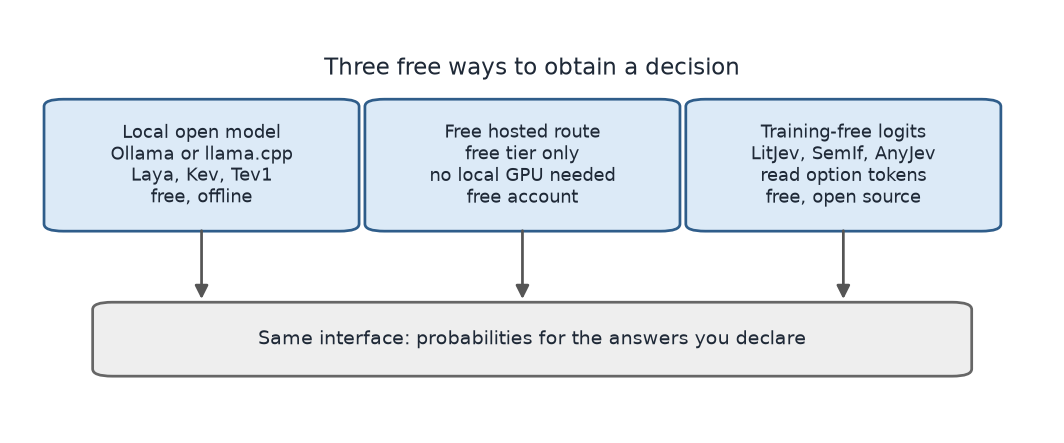 Three free ways to obtain a decision
Local open model
Ollama or llama.cpp
Laya, Kev, Tev1
free, offline
Free hosted route
free tier only
no local GPU needed
free account
Training-free logits
LitJev, SemIf, AnyJev
read option tokens
free, open source
Same interface: probabilities for the answers you declare